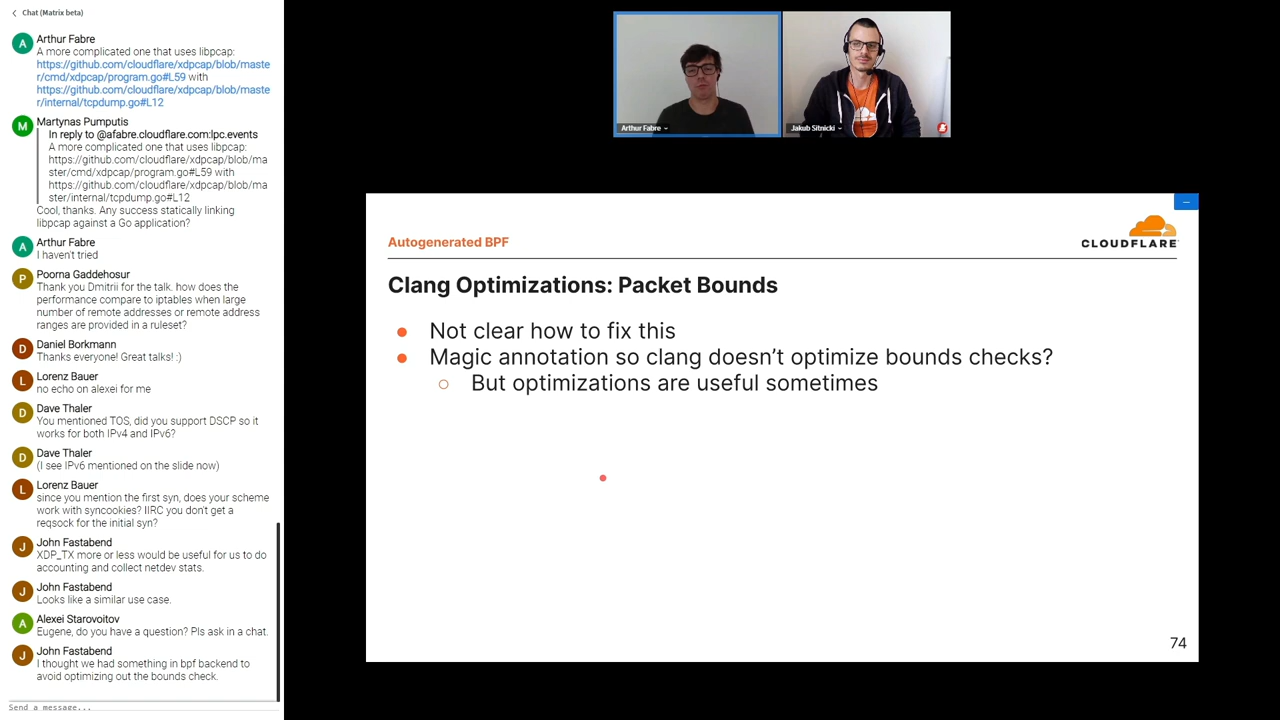 Chat (Matrix beta)
Arthur Fabre
A more complicated one that uses libpcap:
https://github.com/cloudflare/xdpcap/blob/maste
r/cmd/xdpcap/program.go#L59 with
https://github.com/cloudflare/xdpcap/blob/maste
r/internal/tcpdump.go#L12
Martynas Pumputis
In reply to @afabre.cloudflare.com:lpc.events
A more complicated one that uses libpcap:
https://github.com/cloudflare/xdpcap/blob/ma
ster/cmd/xdpcap/program.go#L59 with
https://github.com/cloudflare/xdpcap/blob/ma
ster/internal/tcpdump.go#L12
Cool, thanks. Any success statically linking
libpcap against a Go application?
Arthur Fabre
I haven't tried
Poorna Gaddehosur
Thank you Dmitrii for the talk. how does the
performance compare to iptables when large
number of remote addresses or remote address
ranges are provided in a ruleset?
Daniel Borkmann
Thanks everyone! Great talks! :)
Lorenz Bauer
no echo on alexei for me
Dave Thaler
You mentioned TOS, did you support DSCP so it
works for both IPv4 and IPv6?
Dave Thaler
(I see IPv6 mentioned on the slide now)
Lorenz Bauer
since you mention the first syn, does your scheme
work with syncookies? IIRC you don't get a
reqsock for the initial syn?
John Fastabend
XDP_TX more or less would be useful for us to do
accounting and collect netdev stats.
John Fastabend
Looks like a similar use case.
Alexei Starovoitov
Eugene, do you have a question? Pls ask in a chat.
John Fastabend
I thought we had something in bpf backend to
avoid optimizing out the bounds check.
Send a message...
Arthur Fabre
Jakub Sitnicki
Autogenerated BPF
CLOUDFLARE
Clang Optimizations: Packet Bounds
Not clear how to fix this
Magic annotation so clang doesn't optimize bounds checks?
But optimizations are useful sometimes
74